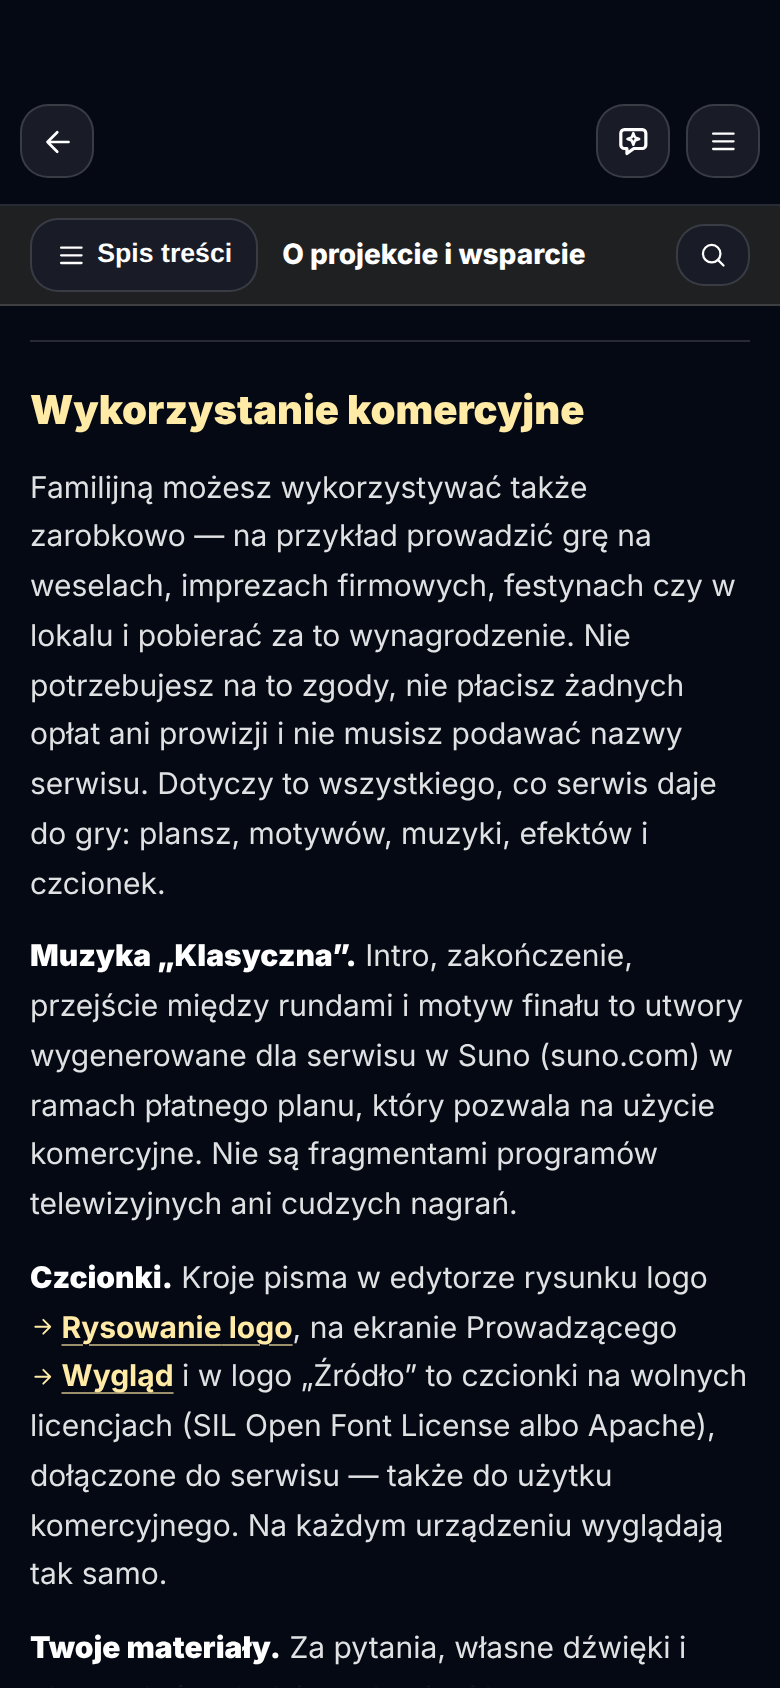 Spis treści
O projekcie i wsparcie
Wykorzystanie komercyjne
Familijną możesz wykorzystywać także
zarobkowo — na przykład prowadzić grę na
weselach, imprezach firmowych, festynach czy w
lokalu i pobierać za to wynagrodzenie. Nie
potrzebujesz na to zgody, nie płacisz żadnych
opłat ani prowizji i nie musisz podawać nazwy
serwisu. Dotyczy to wszystkiego, co serwis daje
do gry: plansz, motywów, muzyki, efektów i
czcionek.
Muzyka „Klasyczna”. Intro, zakończenie,
przejście między rundami i motyw finału to utwory
wygenerowane dla serwisu w Suno (suno.com) w
ramach płatnego planu, który pozwala na użycie
komercyjne. Nie są fragmentami programów
telewizyjnych ani cudzych nagrań.
Czcionki. Kroje pisma w edytorze rysunku logo
→ Rysowanie logo, na ekranie Prowadzącego
→ Wygląd i w logo „Źródło” to czcionki na wolnych
licencjach (SIL Open Font License albo Apache),
dołączone do serwisu — także do użytku
komercyjnego. Na każdym urządzeniu wyglądają
tak samo.
Twoje materiały. Za pytania, własne dźwięki i